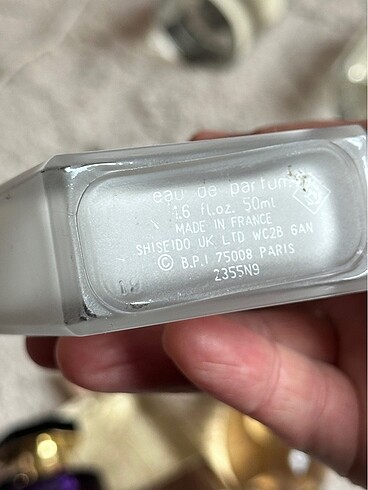 eau de parfum
1.6 fl.oz. 50ml
MADE IN FRANCE
SHISEIDO UK LTD WC2B 6AN
© B.P.I 75008 PARIS
2355N9